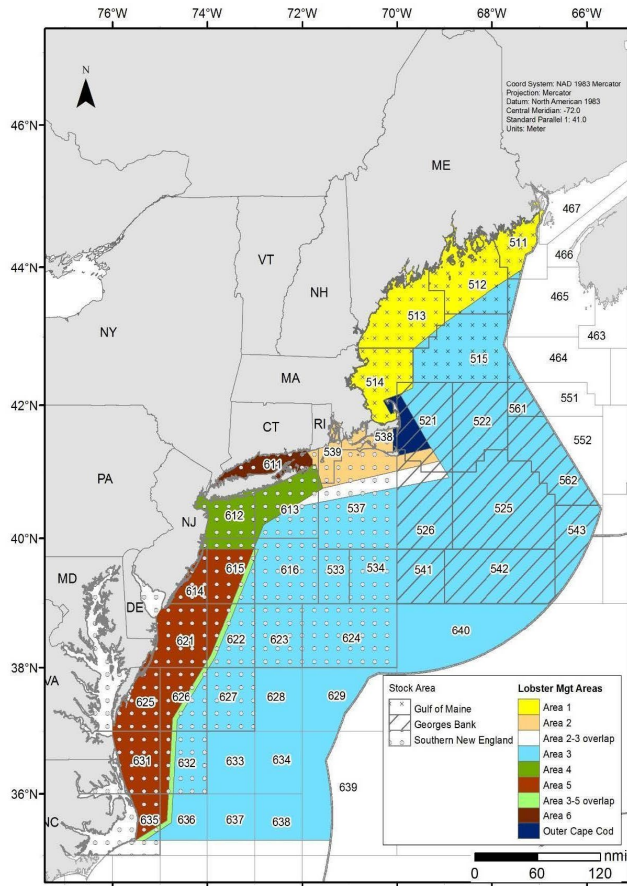 76°W 74°W 72°W 70°W 68°W 66°W
N
Coord System: NAD 1983 Mercator
Projection: Mercator
Datum: North American 1983
Central Meridian: -72.0
Standard Parallel 1: 41.0
Units: Meter
46°N
ME
467
511
466
VT
512
44°N
NH
465
513
463
NY
515
464
MA
514
551
42°N
CT RI
538
521 522 561
552
539
611
562
PA
613
537
525
612
526
543
NJ
40°N
615
616 533 534 541 542
MD
614
DE
621
622 623 624
640
38°N
VA
625 626 627 628 629
631 632 633 634
639
36°N
NC
635 636 637 638
Stock Area
Gulf of Maine
Georges Bank
Southern New England
Lobster Mgt Areas
Area 1
Area 2
Area 2-3 overlap
Area 3
Area 4
Area 5
Area 3-5 overlap
Area 6
Outer Cape Cod
nmi
0 60 120